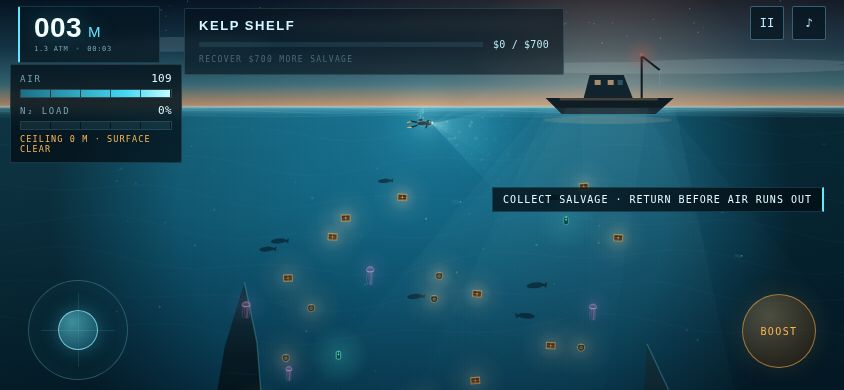 003 M
1.3 ATM · 00:03
KELP SHELF
$0 / $700
RECOVER $700 MORE SALVAGE
II
♪
AIR 109
N₂ LOAD 0%
CEILING 0 M · SURFACE
CLEAR
COLLECT SALVAGE · RETURN BEFORE AIR RUNS OUT
BOOST